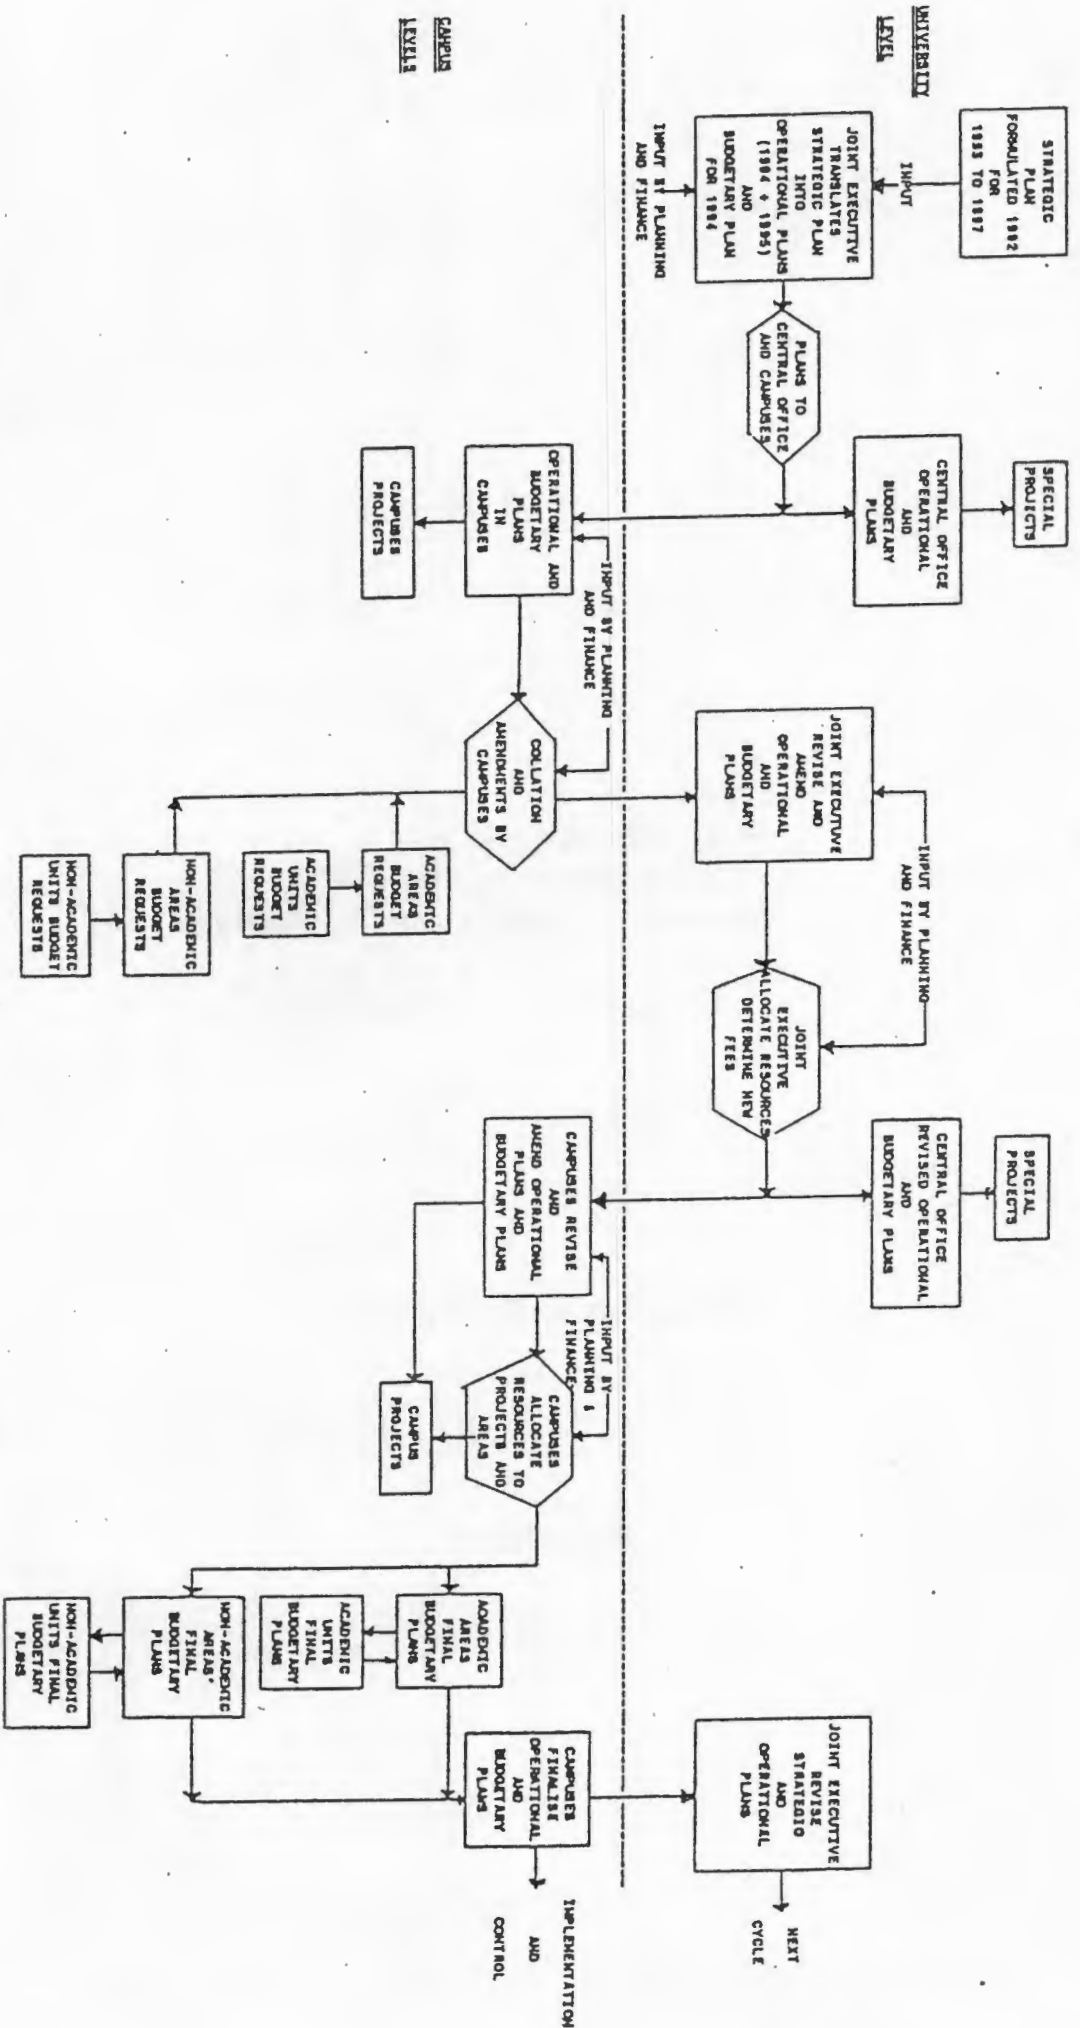 UNIVERSITY
LEVEL
STRATEGIC
PLAN
FORMULATED 1992
FOR
1993 TO 1997
INPUT
JOINT EXECUTIVE
TRANSLATES
STRATEGIC PLAN
INTO
OPERATIONAL PLANS
(1994 + 1995)
AND
BUDGETARY PLAN
FOR 1994
INPUT BY PLANNING
AND FINANCE
PLANS TO
CENTRAL OFFICE
AND CAMPUSES
SPECIAL
PROJECTS
CENTRAL OFFICE
OPERATIONAL
AND
BUDGETARY
PLANS
JOINT EXECUTIVE
REVISE AND
AMEND
OPERATIONAL
AND
BUDGETARY
PLANS
INPUT BY PLANNING
AND FINANCE
JOINT
EXECUTIVE
ALLOCATE RESOURCES
DETERMINE NEW
FEES
SPECIAL
PROJECTS
CENTRAL OFFICE
REVISED OPERATIONAL
AND
BUDGETARY PLANS
JOINT EXECUTIVE
REVISE
STRATEGIC
AND
OPERATIONAL
PLANS
NEXT
CYCLE
CAMPUS
LEVELS
OPERATIONAL AND
BUDGETARY
PLANS
IN
CAMPUSES
CAMPUSES
PROJECTS
INPUT BY PLANNING
AND FINANCE
COLLATION
AND
AMENDMENTS BY
CAMPUSES
ACADEMIC
AREAS
BUDGET
REQUESTS
ACADEMIC
UNITS
BUDGET
REQUESTS
NON-ACADEMIC
AREAS
BUDGET
REQUESTS
NON-ACADEMIC
UNITS BUDGET
REQUESTS
CAMPUSES REVISE
AND
AMEND OPERATIONAL
PLANS AND
BUDGETARY PLANS
INPUT BY
PLANNING &
FINANCE
CAMPUSES
ALLOCATE
RESOURCES TO
PROJECTS AND
AREAS
CAMPUS
PROJECTS
ACADEMIC
AREAS
FINAL
BUDGETARY
PLANS
ACADEMIC
UNITS
FINAL
BUDGETARY
PLANS
NON-ACADEMIC
AREAS'
FINAL
BUDGETARY
PLANS
NON-ACADEMIC
UNITS FINAL
BUDGETARY
PLANS
CAMPUSES
FINALISE
OPERATIONAL
AND
BUDGETARY
PLANS
IMPLEMENTATION
AND
CONTROL